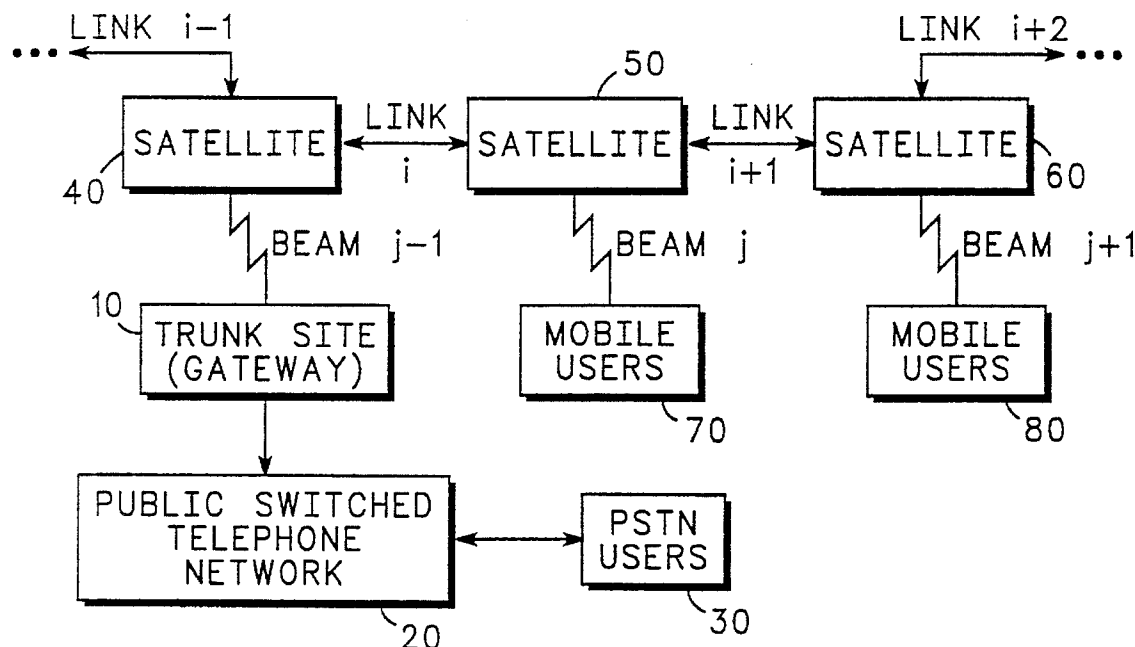 ••• LINK i-1
LINK i+2 •••
50
SATELLITE
LINK
i
SATELLITE
LINK
i+1
SATELLITE
40
60
BEAM j-1
BEAM j
BEAM j+1
10
TRUNK SITE
(GATEWAY)
MOBILE
USERS
MOBILE
USERS
70
80
PUBLIC SWITCHED
TELEPHONE
NETWORK
PSTN
USERS
20
30